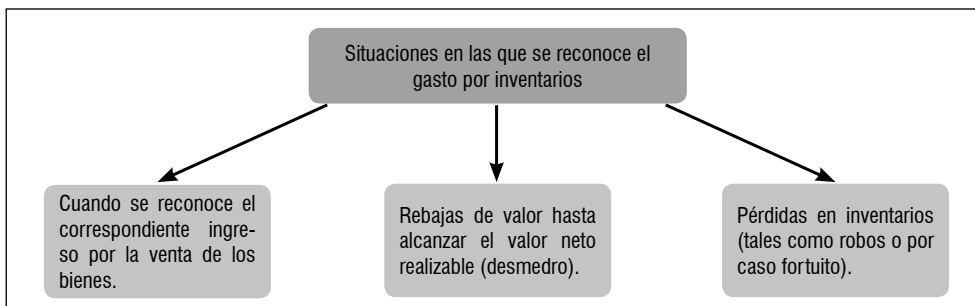 Situaciones en las que se reconoce el
gasto por inventarios
Cuando se reconoce el
correspondiente ingre-
so por la venta de los
bienes.
Rebajas de valor hasta
alcanzar el valor neto
realizable (desmedro).
Pérdidas en inventarios
(tales como robos o por
caso fortuito).